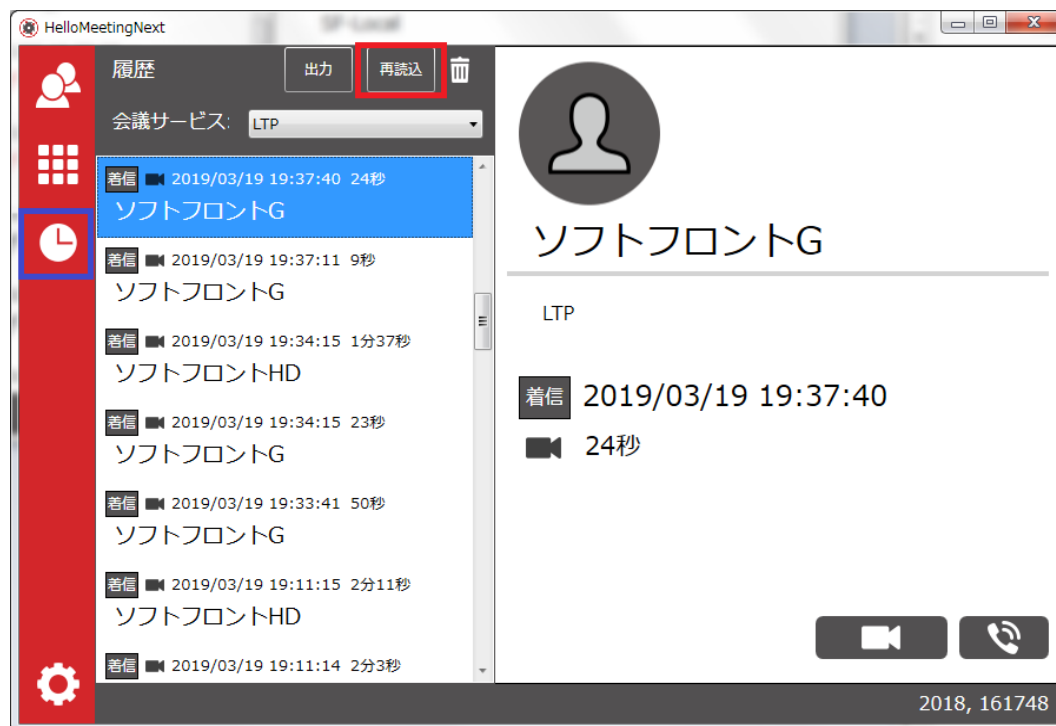 HelloMeetingNext
履歴
出力
再読込
会議サービス:
LTP
着信 2019/03/19 19:37:40 24秒
ソフトフロントG
着信 2019/03/19 19:37:11 9秒
ソフトフロントG
着信 2019/03/19 19:34:15 1分37秒
ソフトフロントHD
着信 2019/03/19 19:34:15 23秒
ソフトフロントG
着信 2019/03/19 19:33:41 50秒
ソフトフロントG
着信 2019/03/19 19:11:15 2分11秒
ソフトフロントHD
着信 2019/03/19 19:11:14 2分3秒
ソフトフロントG
LTP
着信 2019/03/19 19:37:40
24秒
2018, 161748